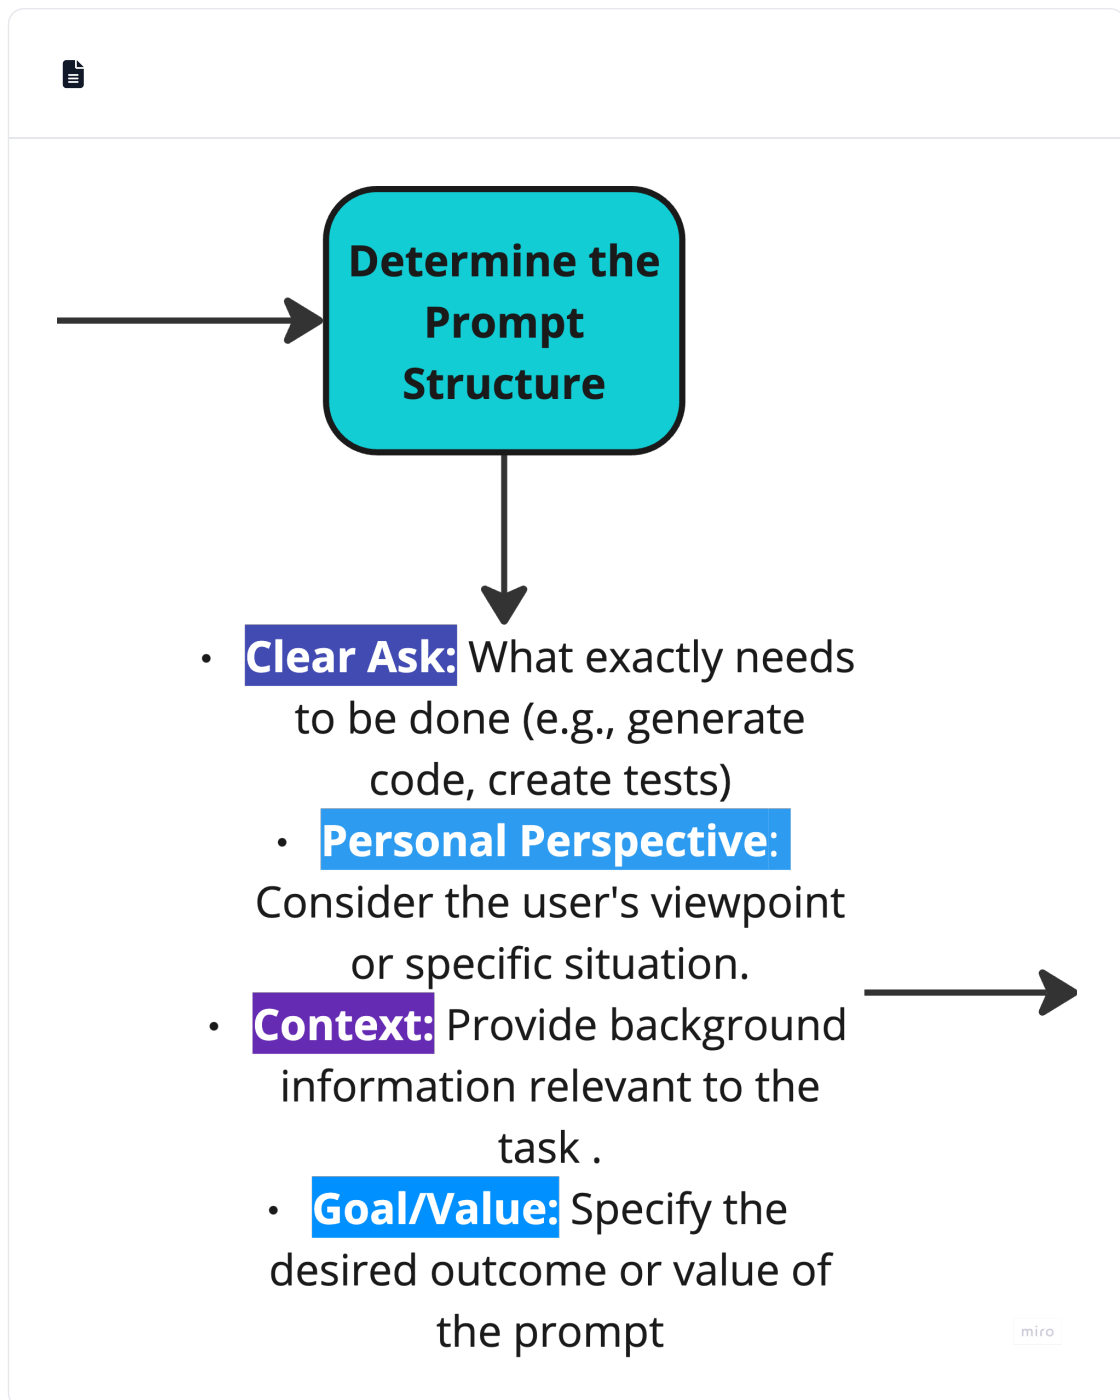 Determine the
Prompt
Structure
• Clear Ask: What exactly needs
to be done (e.g., generate
code, create tests)
• Personal Perspective:
Consider the user's viewpoint
or specific situation.
• Context: Provide background
information relevant to the
task .
• Goal/Value: Specify the
desired outcome or value of
the prompt
miro